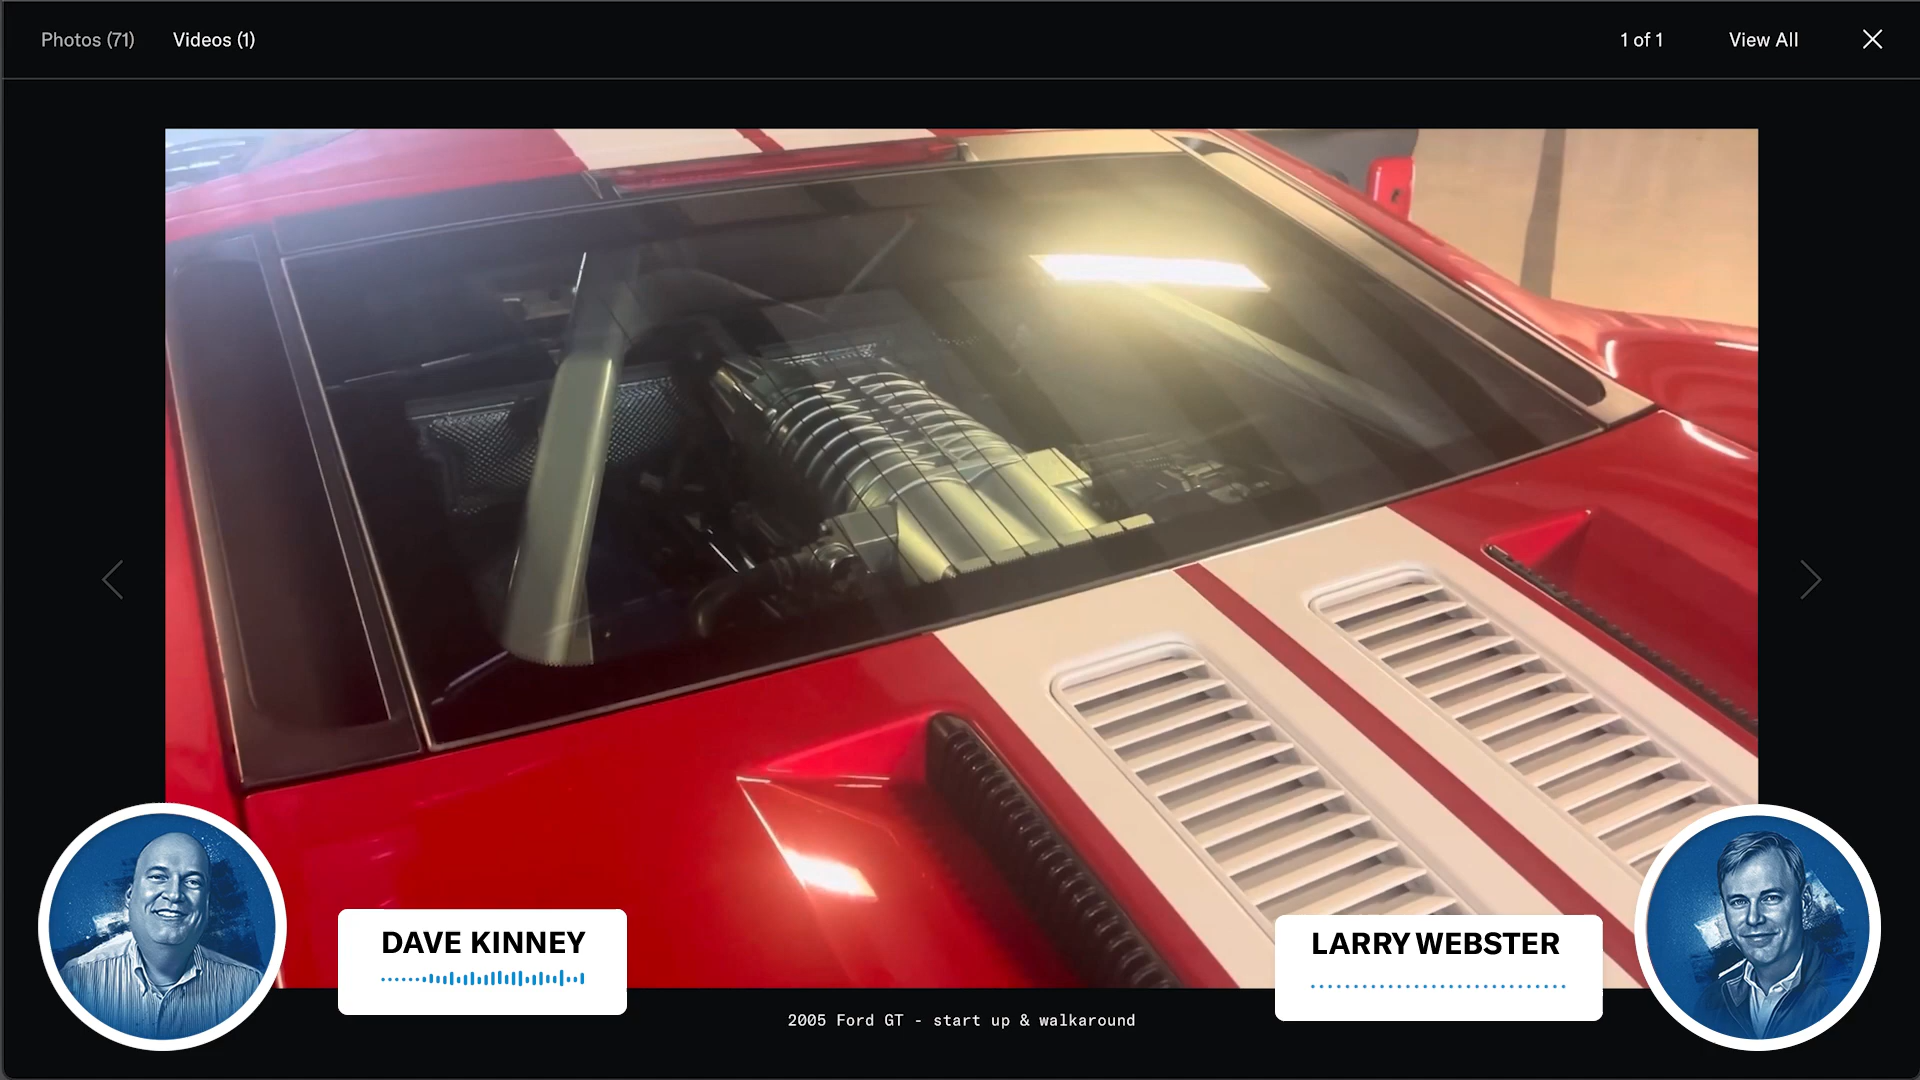 Photos (71) Videos (1) 1 of 1 View All
DAVE KINNEY
LARRY WEBSTER
2005 Ford GT - start up & walkaround